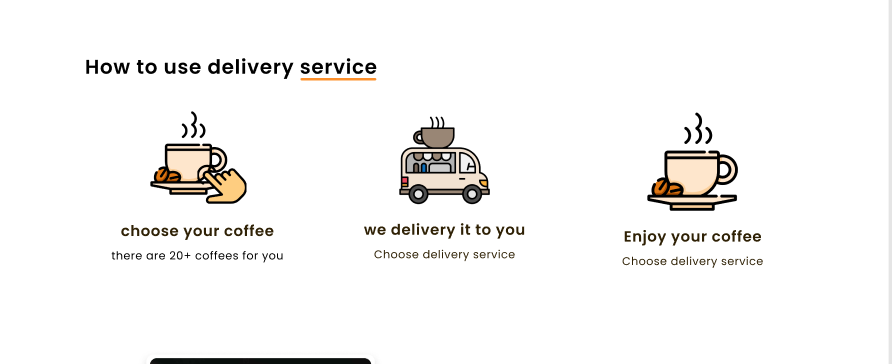 How to use delivery service
choose your coffee
there are 20+ coffees for you
we delivery it to you
Choose delivery service
Enjoy your coffee
Choose delivery service